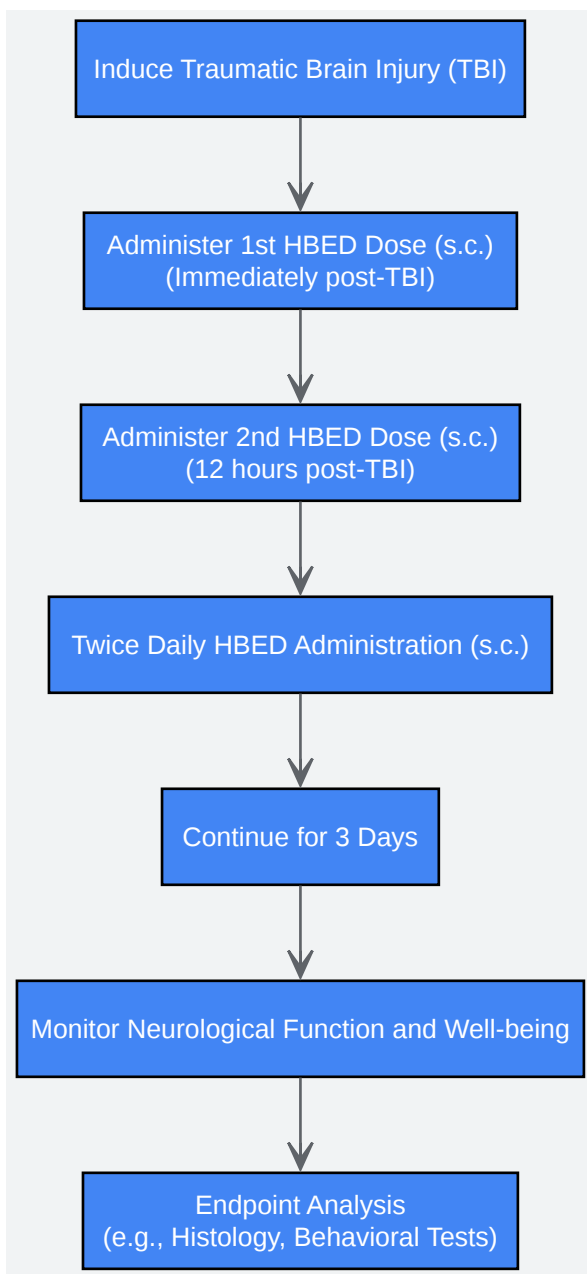 Induce Traumatic Brain Injury (TBI)
Administer 1st HBED Dose (s.c.)
(Immediately post-TBI)
Administer 2nd HBED Dose (s.c.)
(12 hours post-TBI)
Twice Daily HBED Administration (s.c.)
Continue for 3 Days
Monitor Neurological Function and Well-being
Endpoint Analysis
(e.g., Histology, Behavioral Tests)